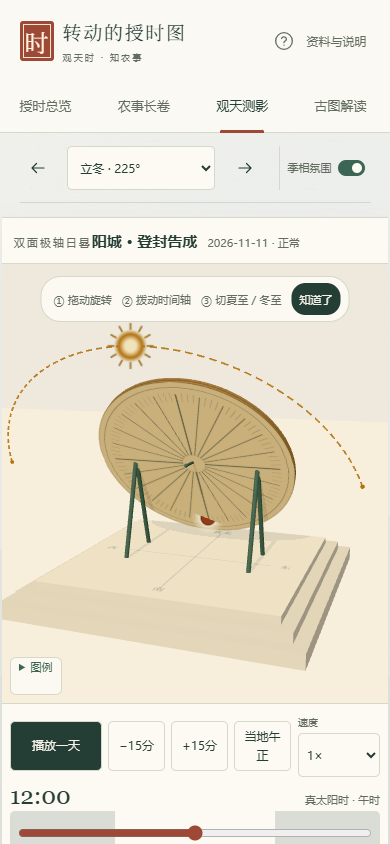 时
转动的授时图
观天时 · 知农事
? 资料与说明
授时总览 农事长卷 观天测影 古图解读
← 立冬 · 225° → 季相氛围
双面极轴日晷 阳城 · 登封告成 2026-11-11 · 正常
① 拖动旋转 ② 拨动时间轴 ③ 切夏至 / 冬至 知道了
▶ 图例
播放一天 −15分 +15分 当地午正 速度 1×
12:00 真太阳时 · 午时